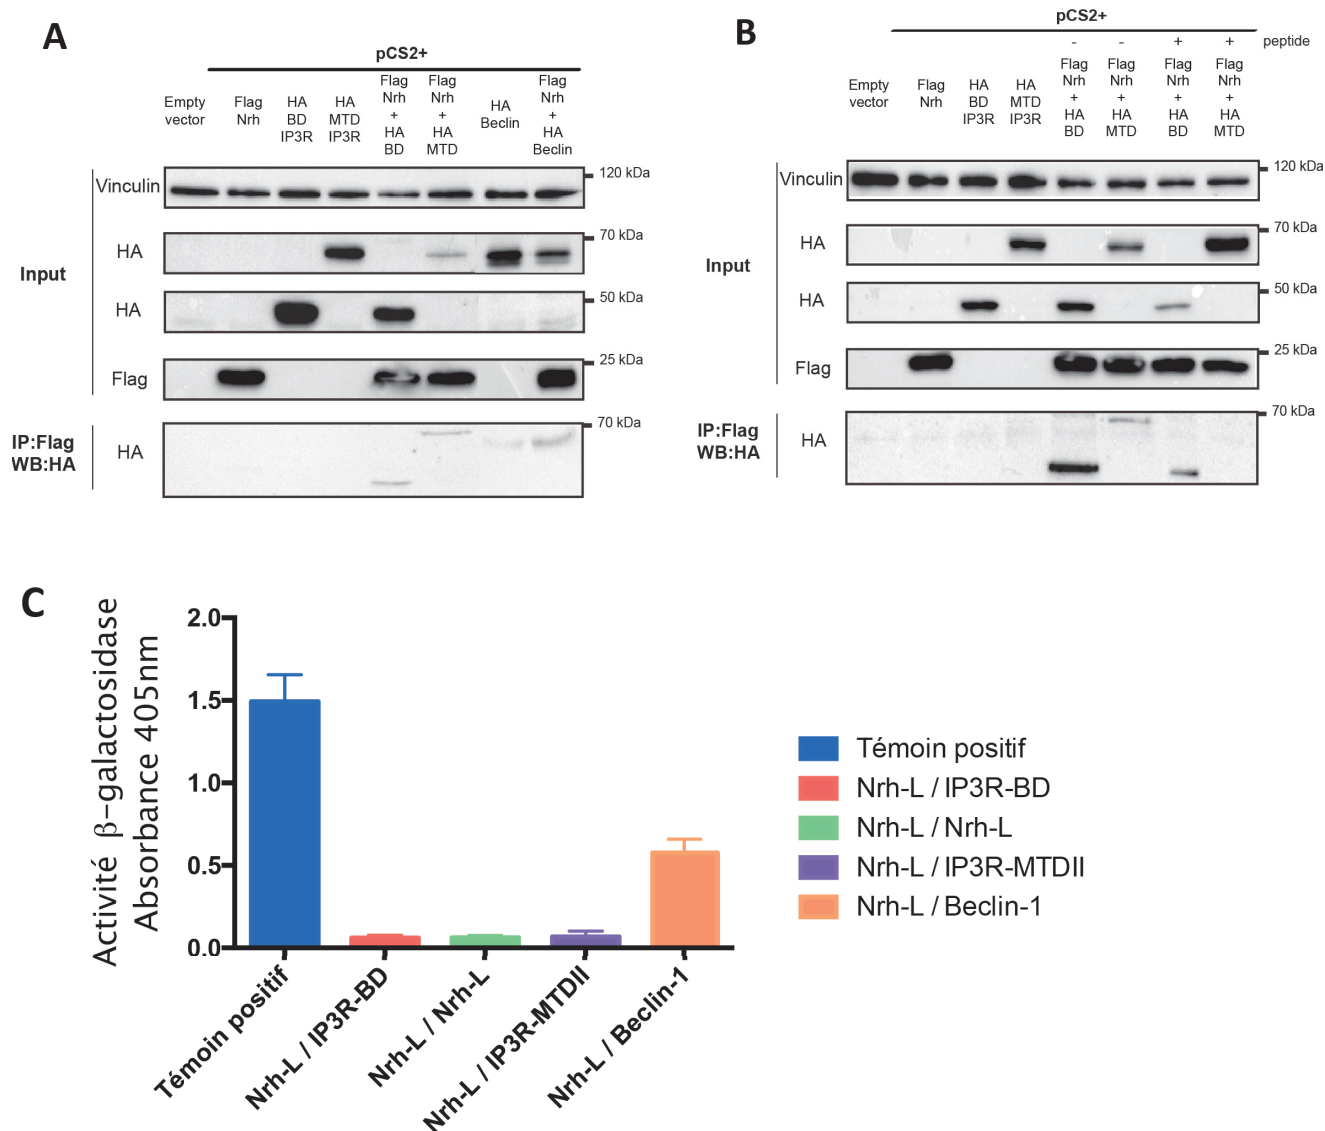 A
pCS2+
Empty
vector
Flag
Nrh
HA
BD
IP3R
HA
MTD
IP3R
Flag
Nrh
+
HA
BD
Flag
Nrh
+
HA
MTD
HA
Beclin
Flag
Nrh
+
HA
Beclin
Input
Vinculin
120 kDa
HA
70 kDa
HA
50 kDa
Flag
25 kDa
IP:Flag
WB:HA
HA
70 kDa
B
pCS2+
- - + + peptide
Empty
vector
Flag
Nrh
HA
BD
IP3R
HA
MTD
IP3R
Flag
Nrh
+
HA
BD
Flag
Nrh
+
HA
MTD
Flag
Nrh
+
HA
BD
Flag
Nrh
+
HA
MTD
Input
Vinculin
120 kDa
HA
70 kDa
HA
50 kDa
Flag
25 kDa
IP:Flag
WB:HA
HA
70 kDa
C
Activité β-galactosidase
Absorbance 405nm
2.0
1.5
1.0
0.5
0.0
Témoin positif
Nrh-L / IP3R-BD
Nrh-L / Nrh-L
Nrh-L / IP3R-MTDII
Nrh-L / Beclin-1
Témoin positif
Nrh-L / IP3R-BD
Nrh-L / Nrh-L
Nrh-L / IP3R-MTDII
Nrh-L / Beclin-1